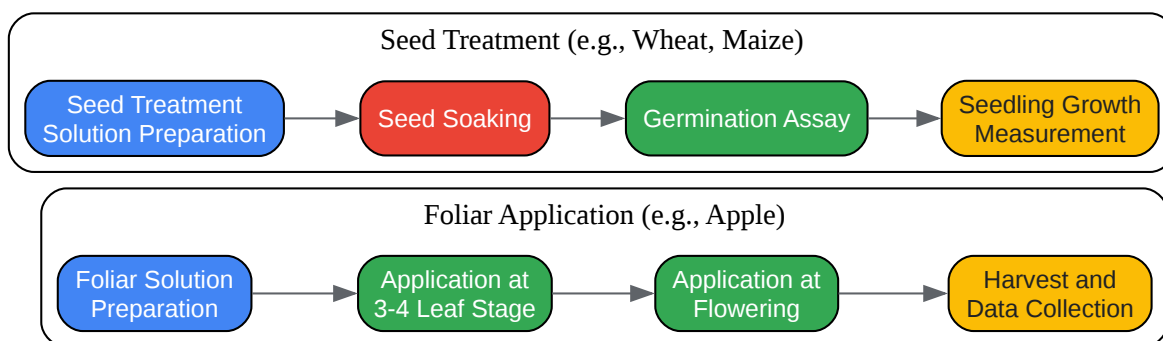 Seed Treatment (e.g., Wheat, Maize)
Seed Treatment
Solution Preparation
Seed Soaking
Germination Assay
Seedling Growth
Measurement
Foliar Application (e.g., Apple)
Foliar Solution
Preparation
Application at
3-4 Leaf Stage
Application at
Flowering
Harvest and
Data Collection